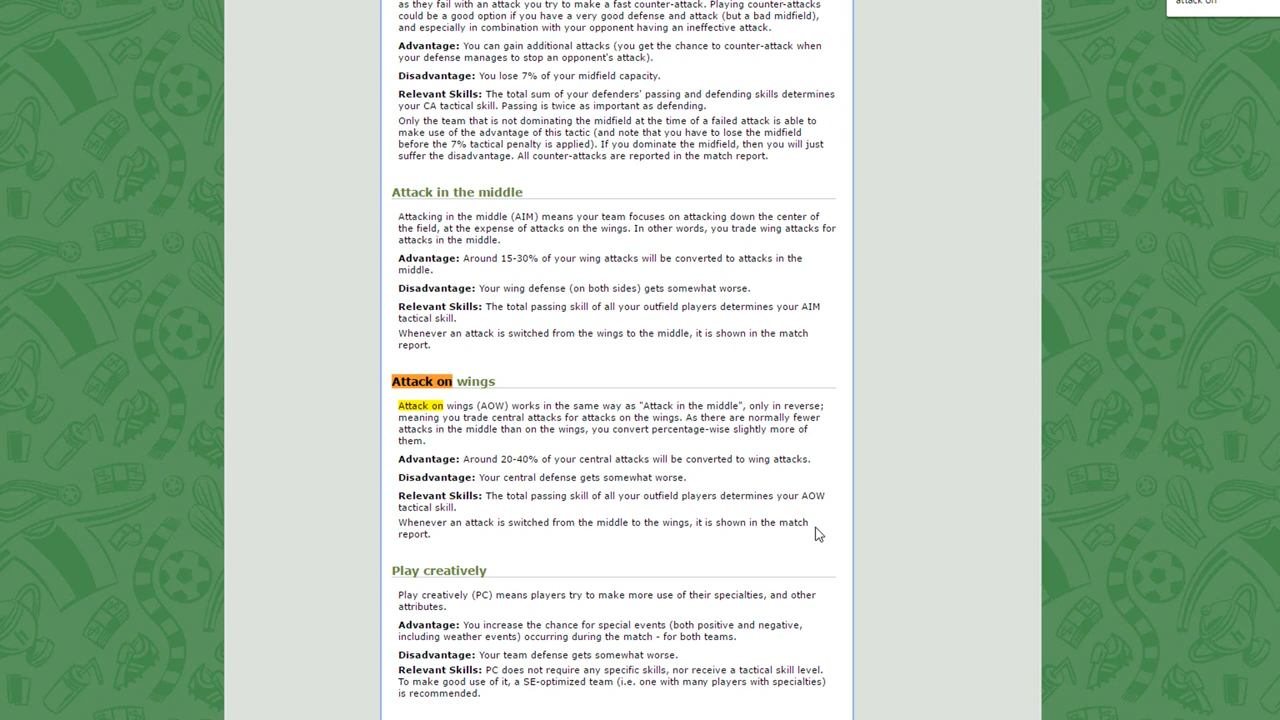 attack on
as they fail with an attack you try to make a fast counter-attack. Playing counter-attacks
could be a good option if you have a very good defense and attack (but a bad midfield),
and especially in combination with your opponent having an ineffective attack.
Advantage: You can gain additional attacks (you get the chance to counter-attack when
your defense manages to stop an opponent's attack).
Disadvantage: You lose 7% of your midfield capacity.
Relevant Skills: The total sum of your defenders' passing and defending skills determines
your CA tactical skill. Passing is twice as important as defending.
Only the team that is not dominating the midfield at the time of a failed attack is able to
make use of the advantage of this tactic (and note that you have to lose the midfield
before the 7% tactical penalty is applied). If you dominate the midfield, then you will just
suffer the disadvantage. All counter-attacks are reported in the match report.
Attack in the middle
Attacking in the middle (AIM) means your team focuses on attacking down the center of
the field, at the expense of attacks on the wings. In other words, you trade wing attacks for
attacks in the middle.
Advantage: Around 15-30% of your wing attacks will be converted to attacks in the
middle.
Disadvantage: Your wing defense (on both sides) gets somewhat worse.
Relevant Skills: The total passing skill of all your outfield players determines your AIM
tactical skill.
Whenever an attack is switched from the wings to the middle, it is shown in the match
report.
Attack on wings
Attack on wings (AOW) works in the same way as "Attack in the middle", only in reverse;
meaning you trade central attacks for attacks on the wings. As there are normally fewer
attacks in the middle than on the wings, you convert percentage-wise slightly more of
them.
Advantage: Around 20-40% of your central attacks will be converted to wing attacks.
Disadvantage: Your central defense gets somewhat worse.
Relevant Skills: The total passing skill of all your outfield players determines your AOW
tactical skill.
Whenever an attack is switched from the middle to the wings, it is shown in the match
report.
Play creatively
Play creatively (PC) means players try to make more use of their specialties, and other
attributes.
Advantage: You increase the chance for special events (both positive and negative,
including weather events) occurring during the match - for both teams.
Disadvantage: Your team defense gets somewhat worse.
Relevant Skills: PC does not require any specific skills, nor receive a tactical skill level.
To make good use of it, a SE-optimized team (i.e. one with many players with specialties)
is recommended.